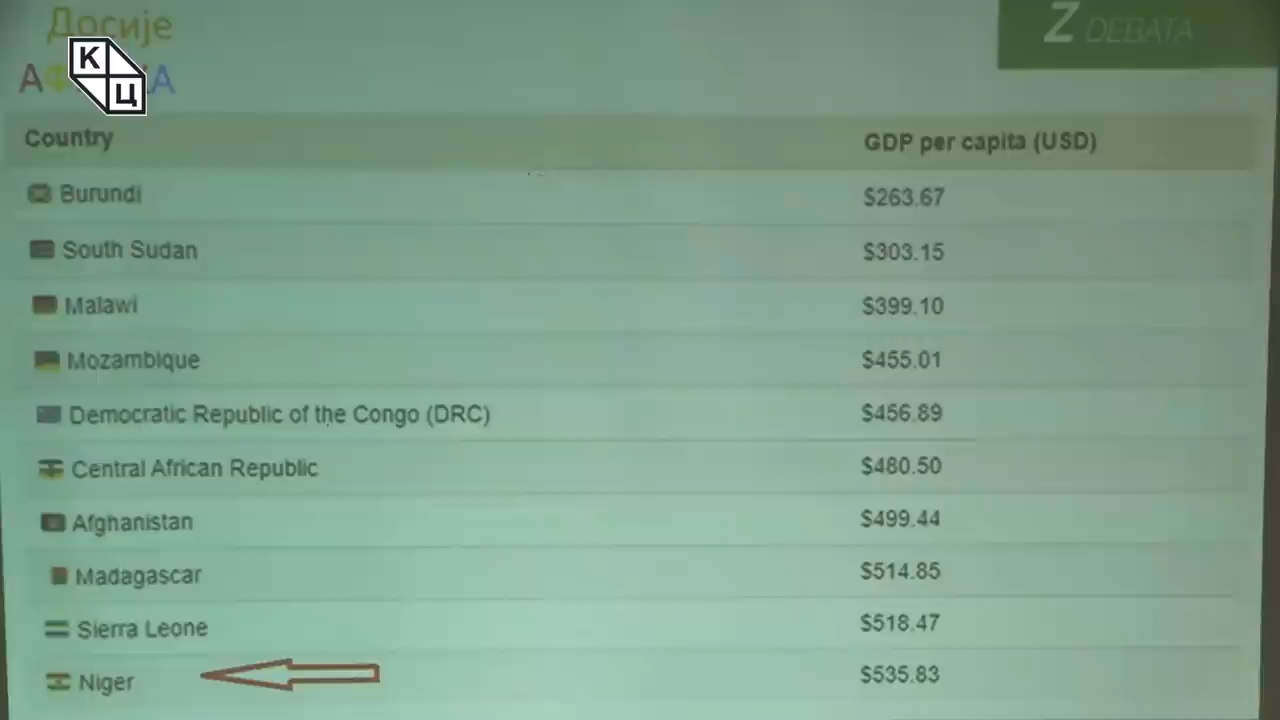 Досије
К
Ц
Z DEBATA
Country GDP per capita (USD)
Burundi $263.67
South Sudan $303.15
Malawi $399.10
Mozambique $455.01
Democratic Republic of the Congo (DRC) $456.89
Central African Republic $480.50
Afghanistan $499.44
Madagascar $514.85
Sierra Leone $518.47
Niger $535.83